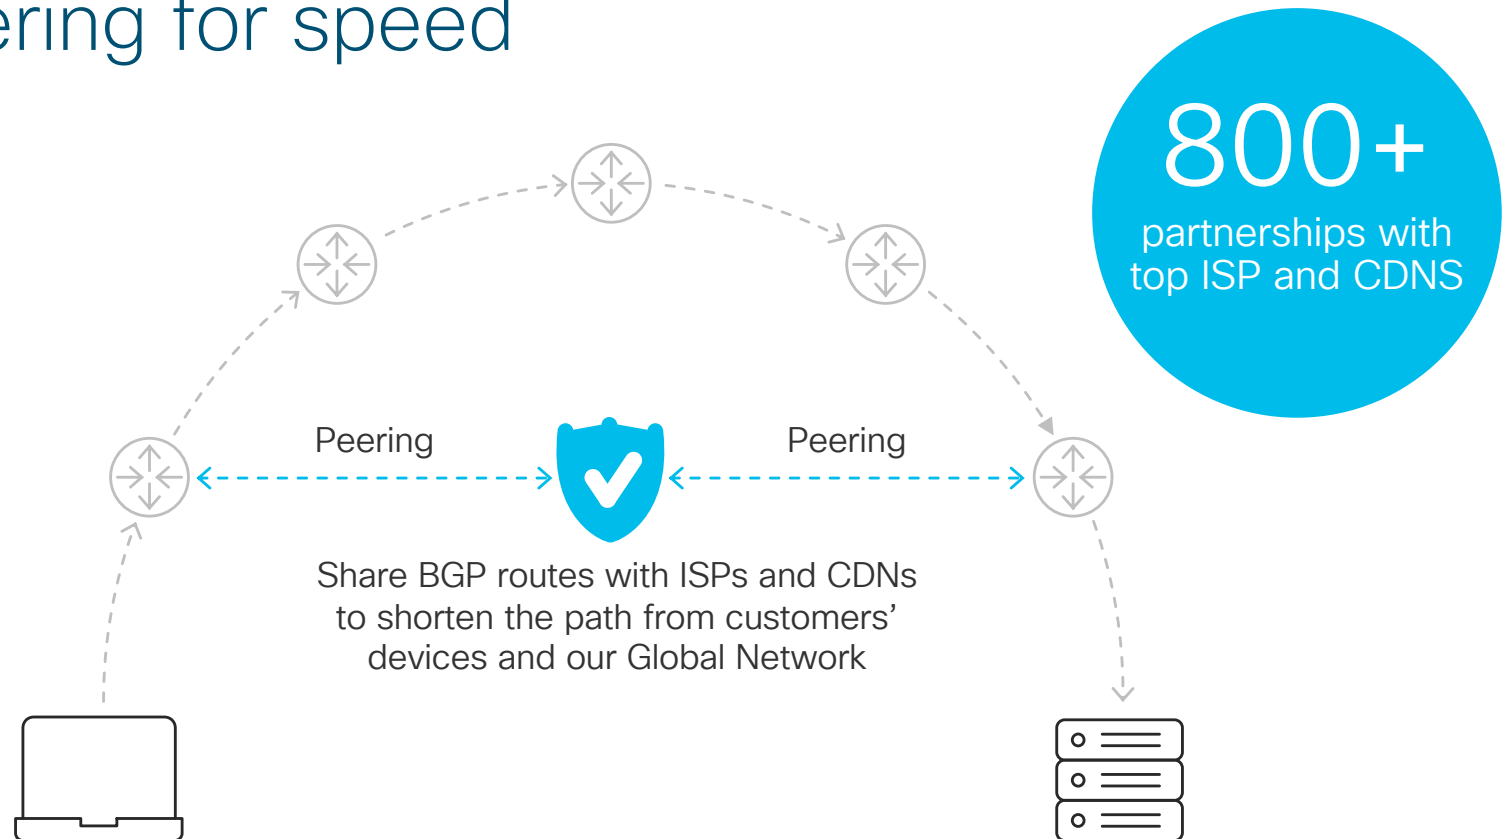 ering for speed
800+
partnerships with
top ISP and CDNS
Peering
Peering
Share BGP routes with ISPs and CDNs
to shorten the path from customers’
devices and our Global Network